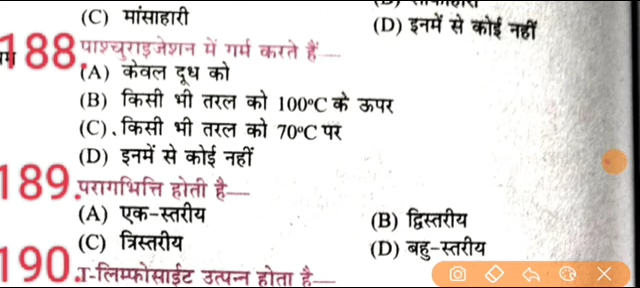 (C) मांसाहारी
(D) इनमें से कोई नहीं
188. पाश्चुराइजेशन में गर्म करते हैं—
(A) केवल दूध को
(B) किसी भी तरल को 100°C के ऊपर
(C) किसी भी तरल को 70°C पर
(D) इनमें से कोई नहीं
189. परागभित्ति होती है—
(A) एक-स्तरीय
(B) द्विस्तरीय
(C) त्रिस्तरीय
(D) बहु-स्तरीय
190. T-लिम्फोसाईट उत्पन्न होता है—